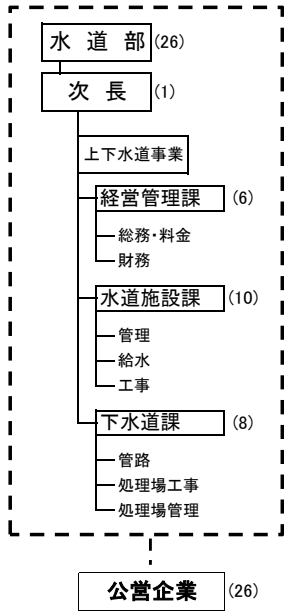 水 道 部 (26)
次 長 (1)
上下水道事業
経営管理課 (6)
総務・料金
財務
水道施設課 (10)
管理
給水
工事
下水道課 (8)
管路
処理場工事
処理場管理
公営企業 (26)